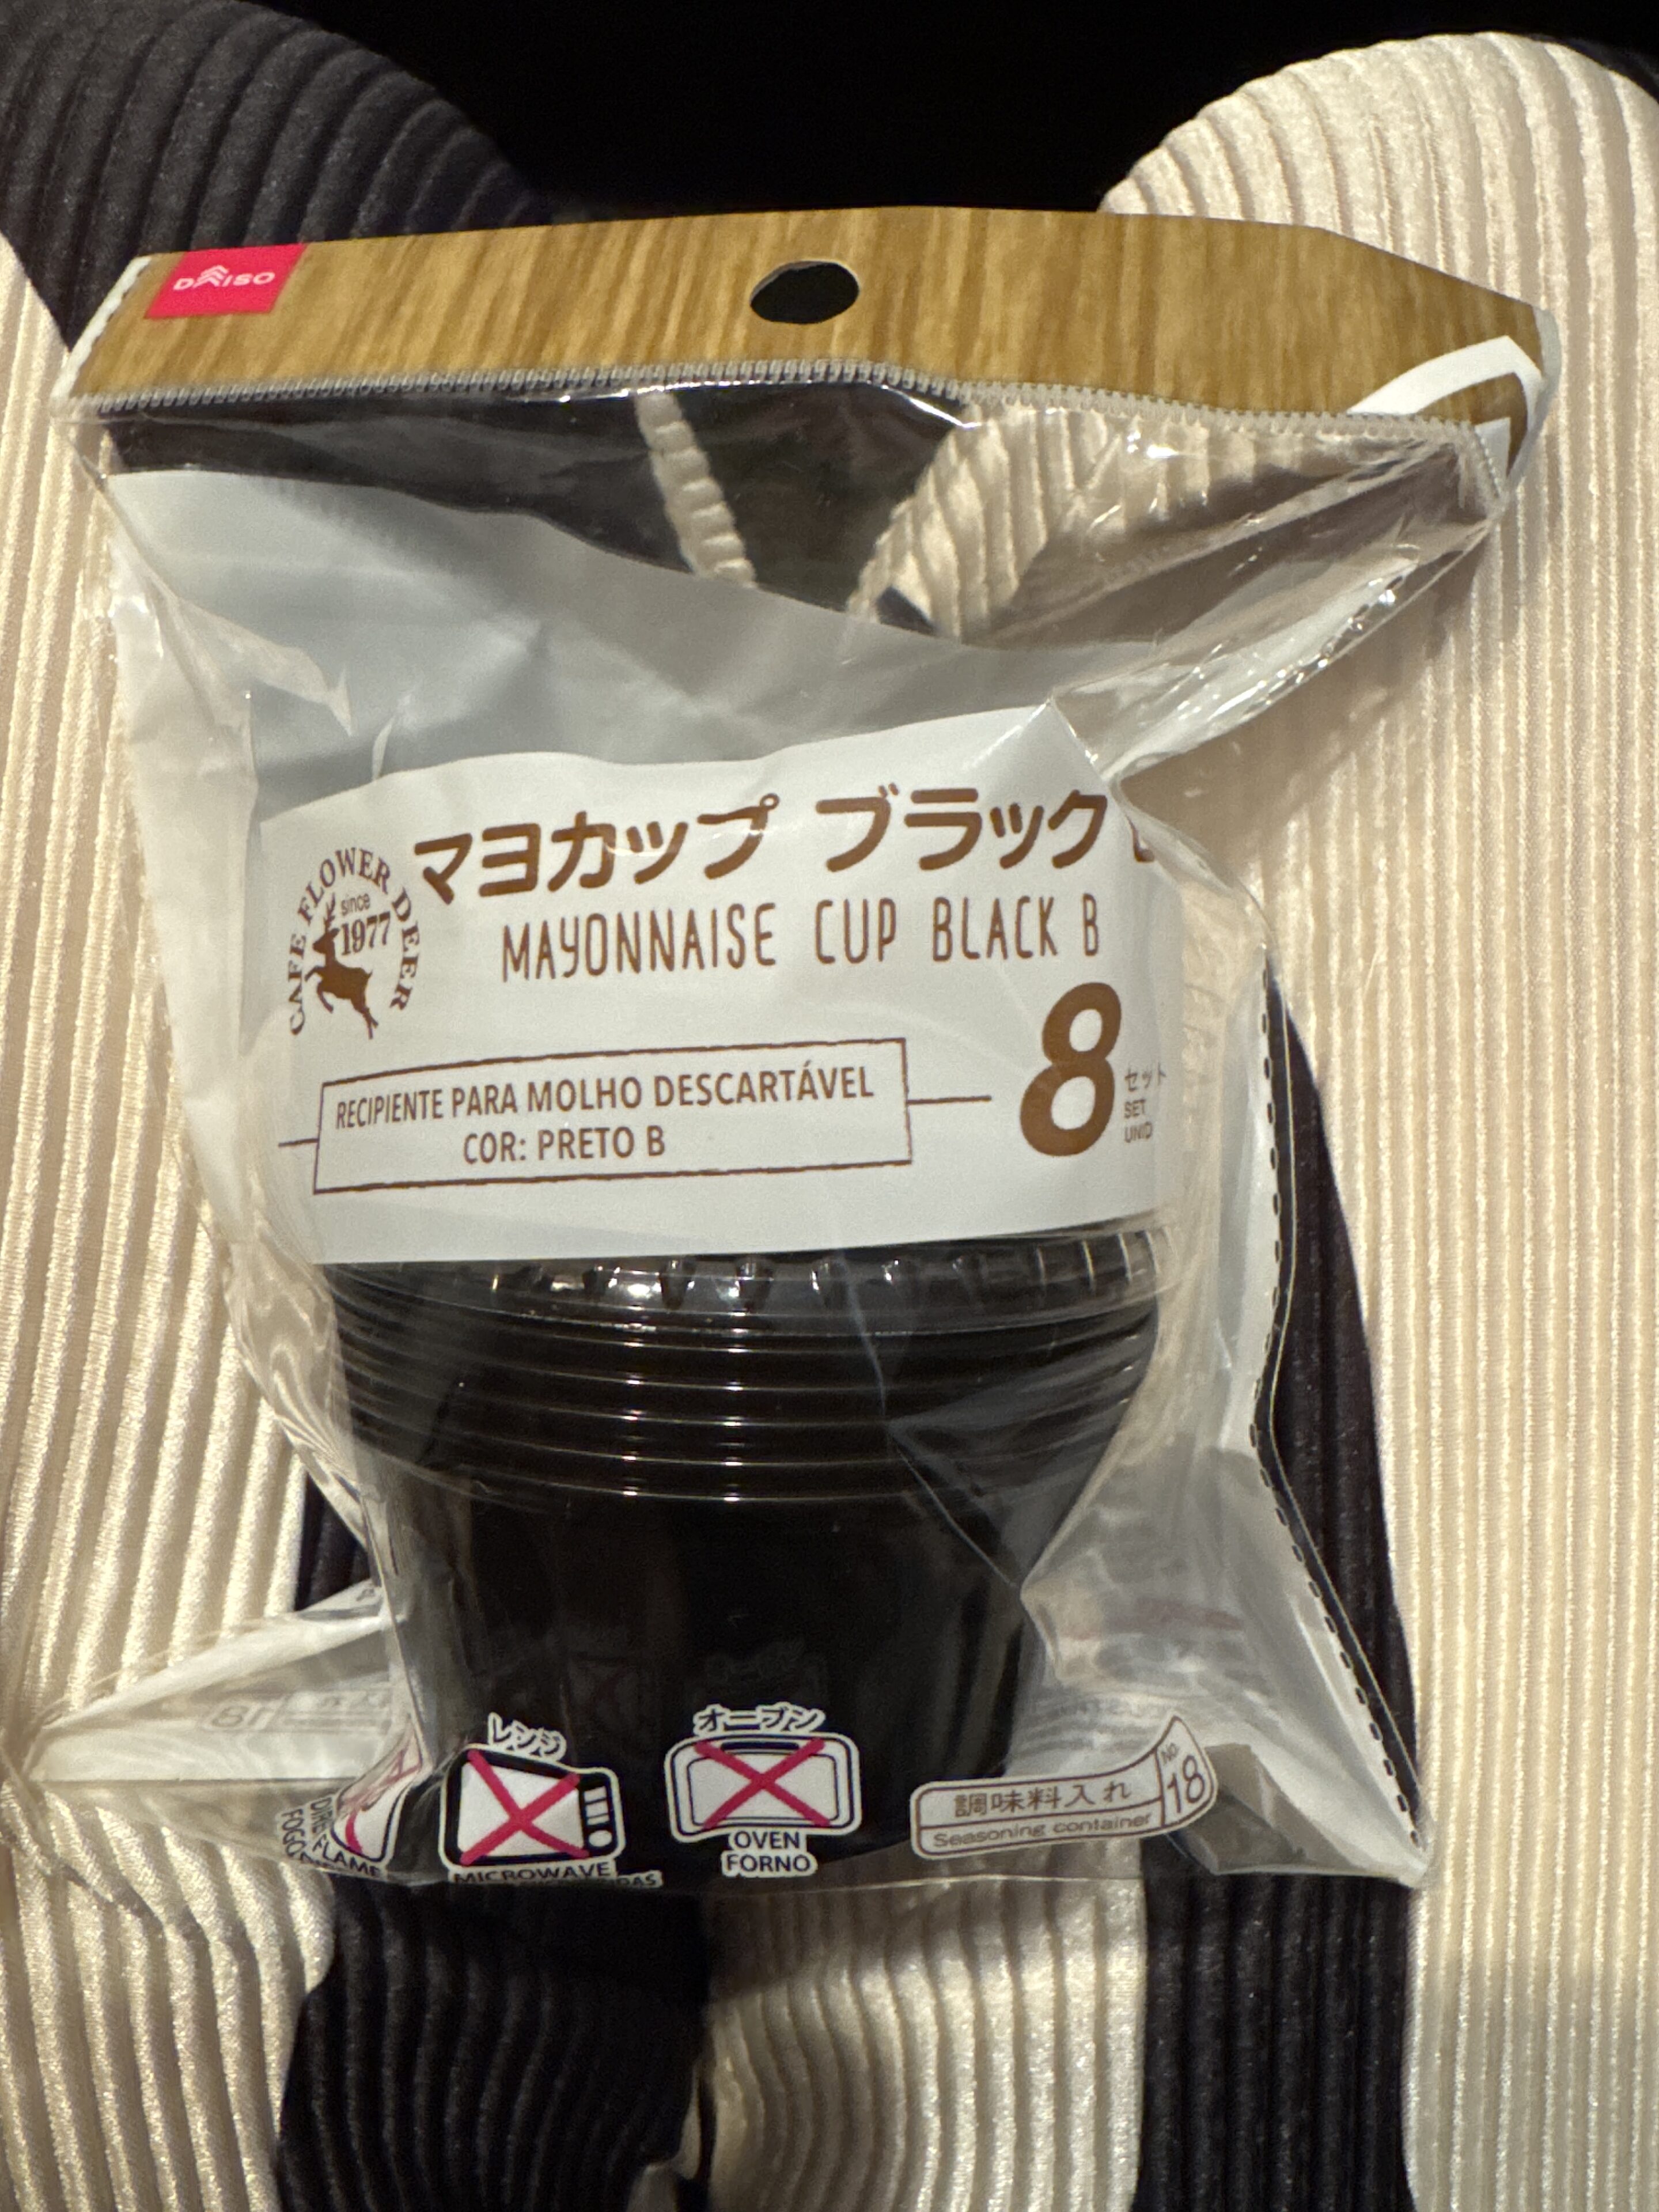 DAISO
マヨカップ ブラック
CAFE FLOWER DEER
since
1977
MAYONNAISE CUP BLACK B
RECIPIENTE PARA MOLHO DESCARTÁVEL
COR: PRETO B
8
セット
SET
UNID
レンジ
MICROWAVE
オーブン
OVEN
FORNO
調味料入れ
Seasoning container
NO.
18
FLAME